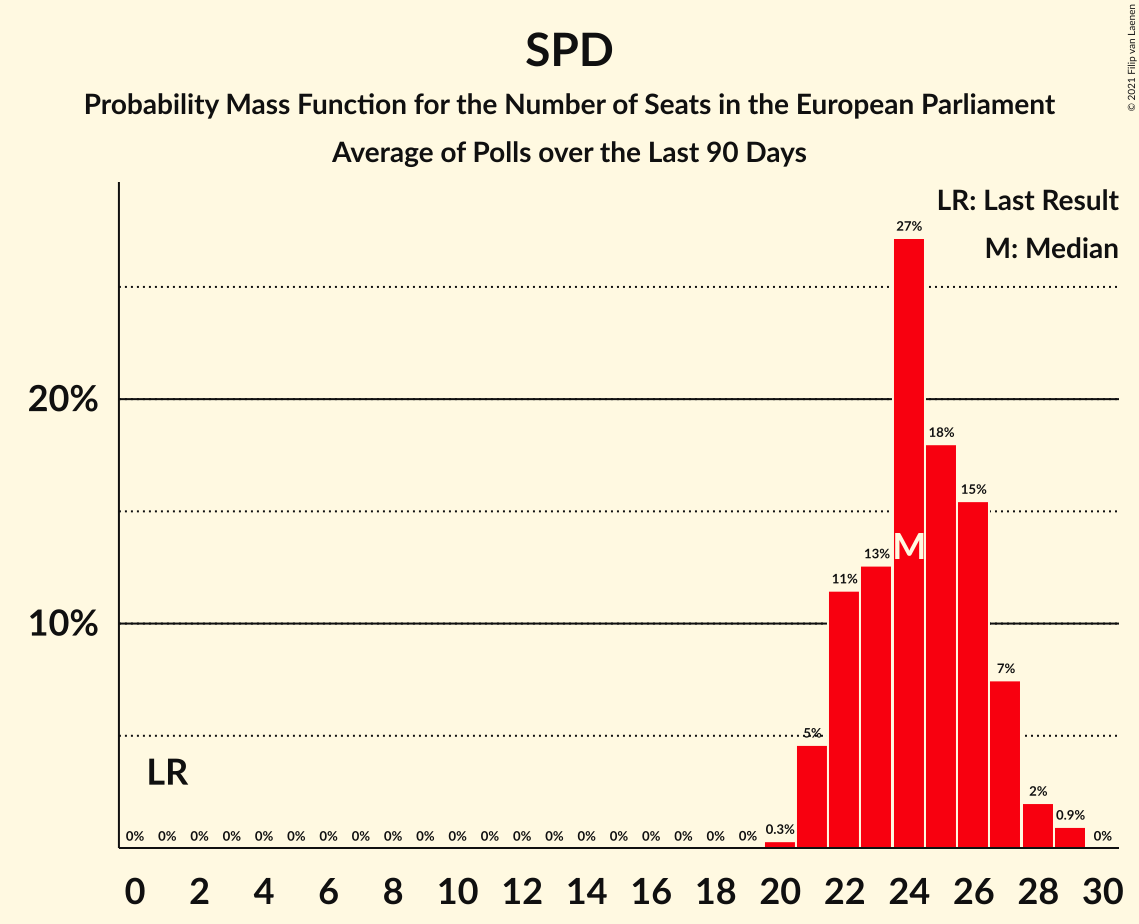 SPD
Probability Mass Function for the Number of Seats in the European Parliament
Average of Polls over the Last 90 Days
© 2021 Filip van Laenen
LR: Last Result
M: Median
27%
20%
18%
15%
M
13%
11%
10%
7%
5%
LR
2%
0% 0% 0% 0% 0% 0% 0% 0% 0% 0% 0% 0% 0% 0% 0% 0% 0% 0% 0% 0% 0.3% 0.9% 0%
0 2 4 6 8 10 12 14 16 18 20 22 24 26 28 30